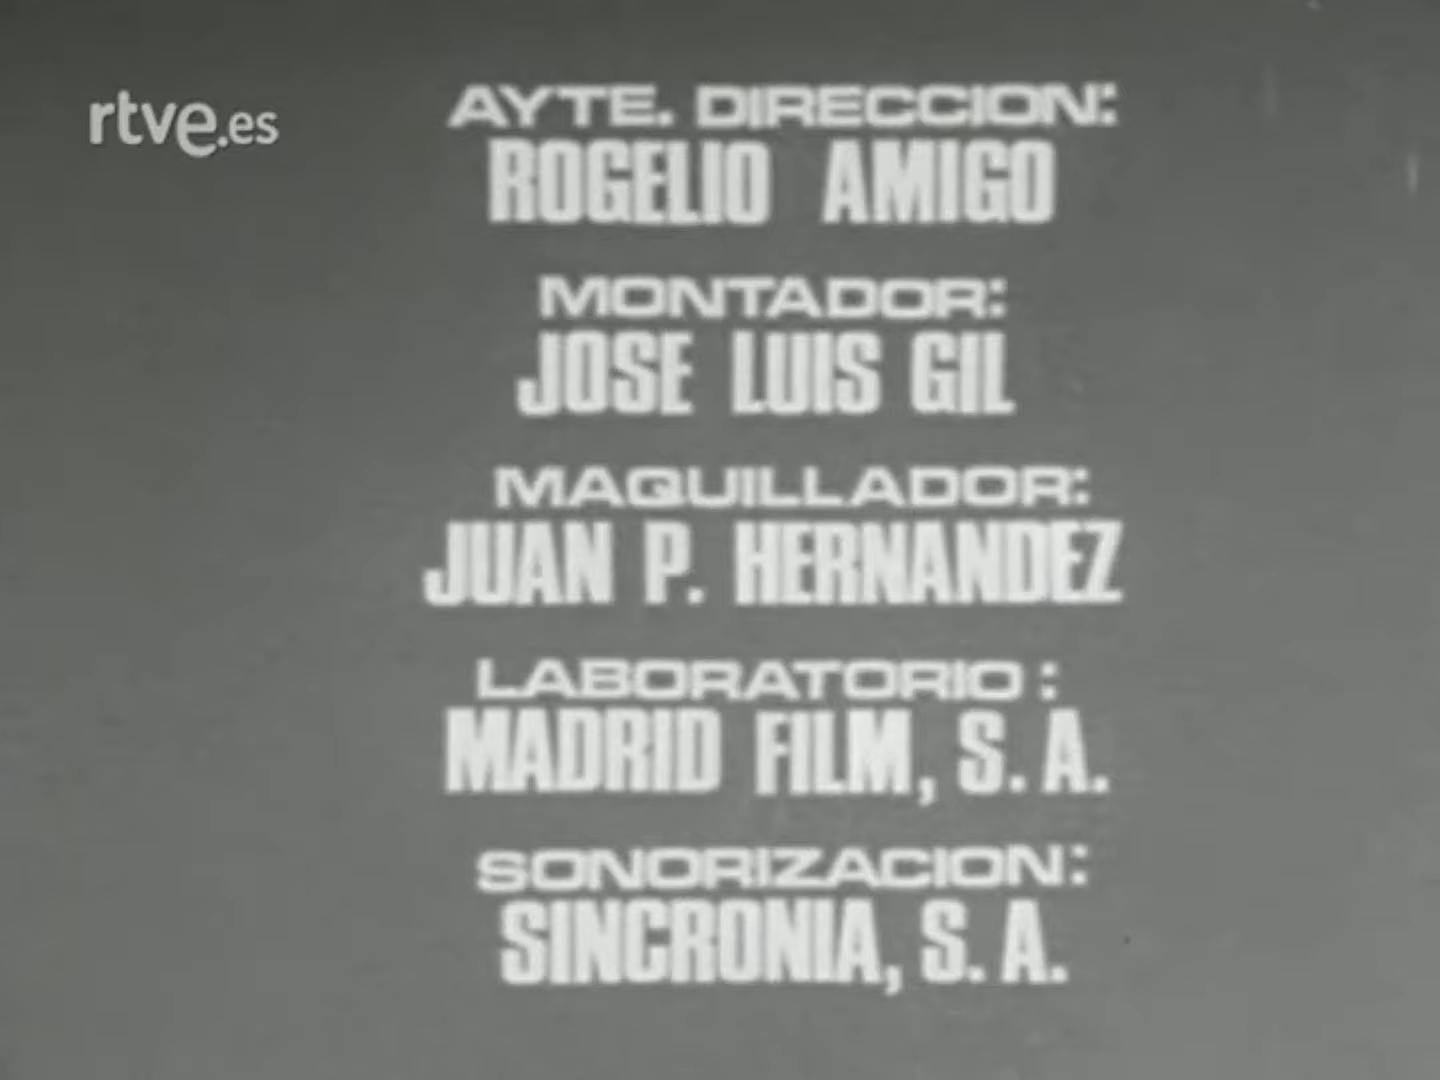 rtve.es
AYTE. DIRECCION:
ROGELIO AMIGO
MONTADOR:
JOSE LUIS GIL
MAQUILLADOR:
JUAN P. HERNANDEZ
LABORATORIO :
MADRID FILM, S. A.
SONORIZACION:
SINCRONIA, S. A.